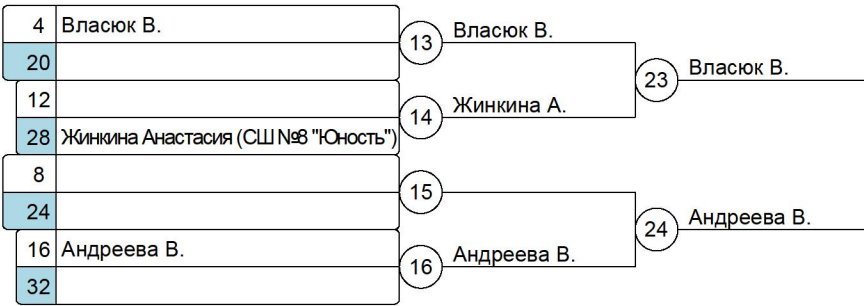 4 Власюк В.
20
13 Власюк В.
12
28 Жинкина Анастасия (СШ №8 "Юность")
14 Жинкина А.
23 Власюк В.
8
24
15
16 Андреева В.
32
16 Андреева В.
24 Андреева В.